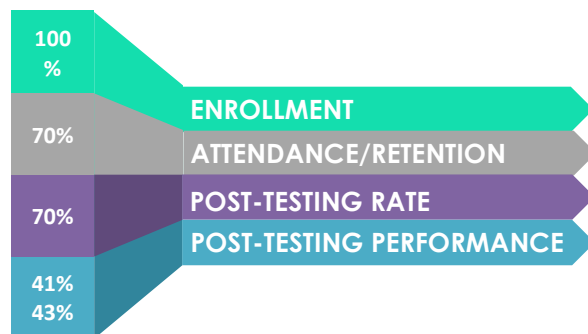 100
%
ENROLLMENT
70%
ATTENDANCE/RETENTION
70%
POST-TESTING RATE
41%
43%
POST-TESTING PERFORMANCE